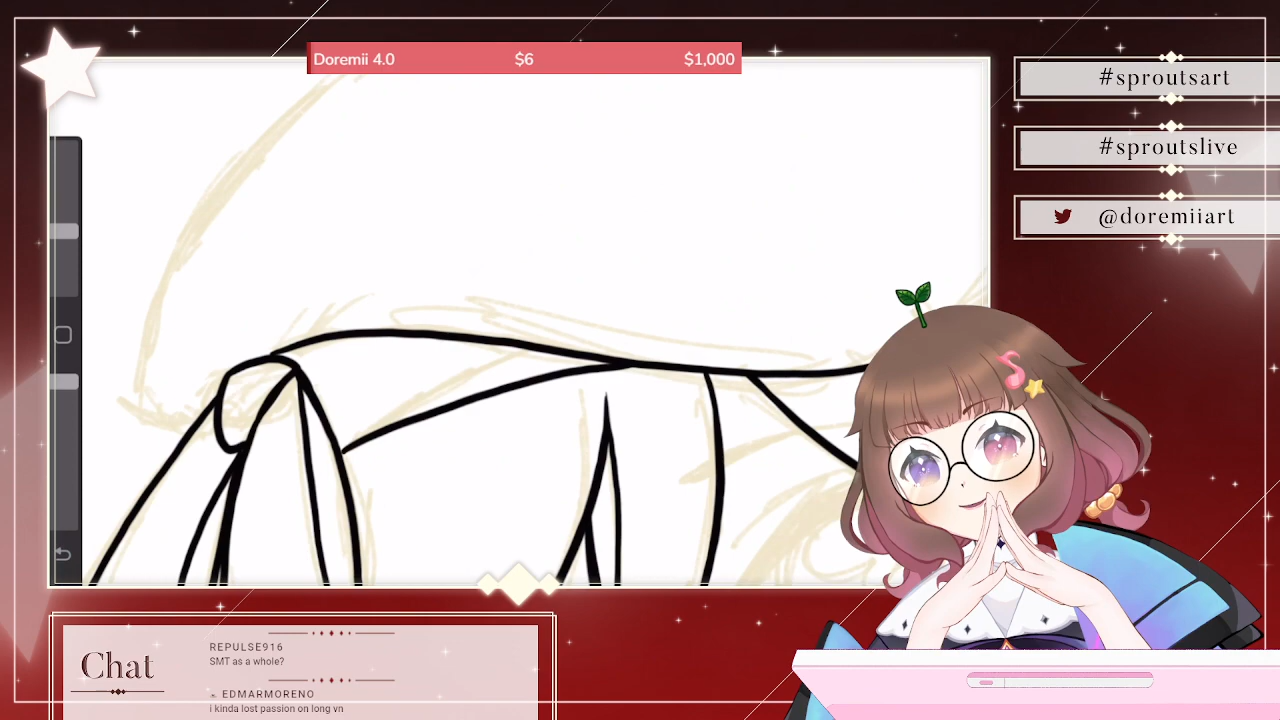 Doremii 4.0 $6 $1,000
#sproutsart
#sproutslive
@doremiiart
Chat
REPULSE916
SMT as a whole?
EDMARMORENO
i kinda lost passion on long vn